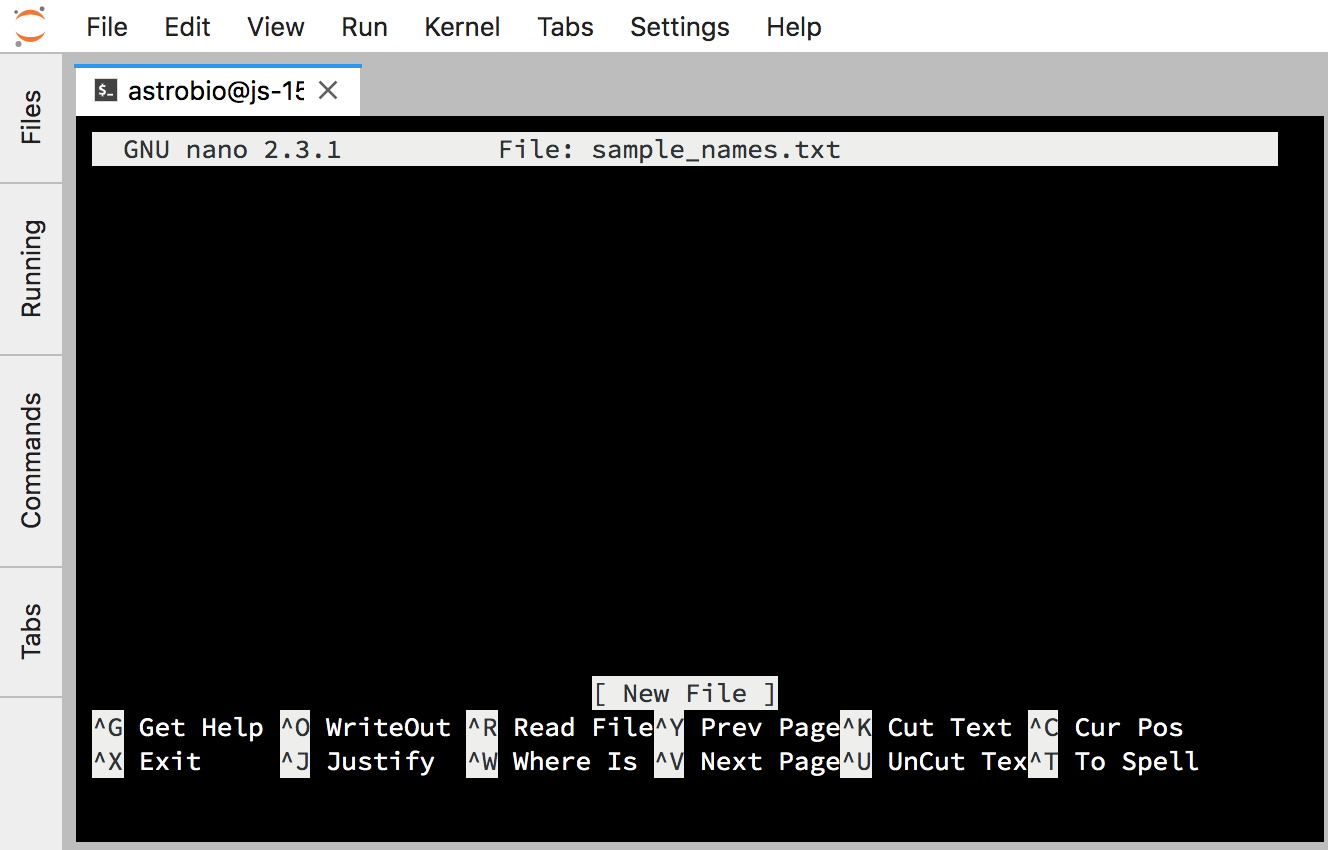 File Edit View Run Kernel Tabs Settings Help
Files
Running
Commands
Tabs
$_ astrobio@js-15
GNU nano 2.3.1 File: sample_names.txt
[ New File ]
^G Get Help ^O WriteOut ^R Read File^Y Prev Page^K Cut Text ^C Cur Pos
^X Exit ^J Justify ^W Where Is ^V Next Page^U UnCut Tex^T To Spell